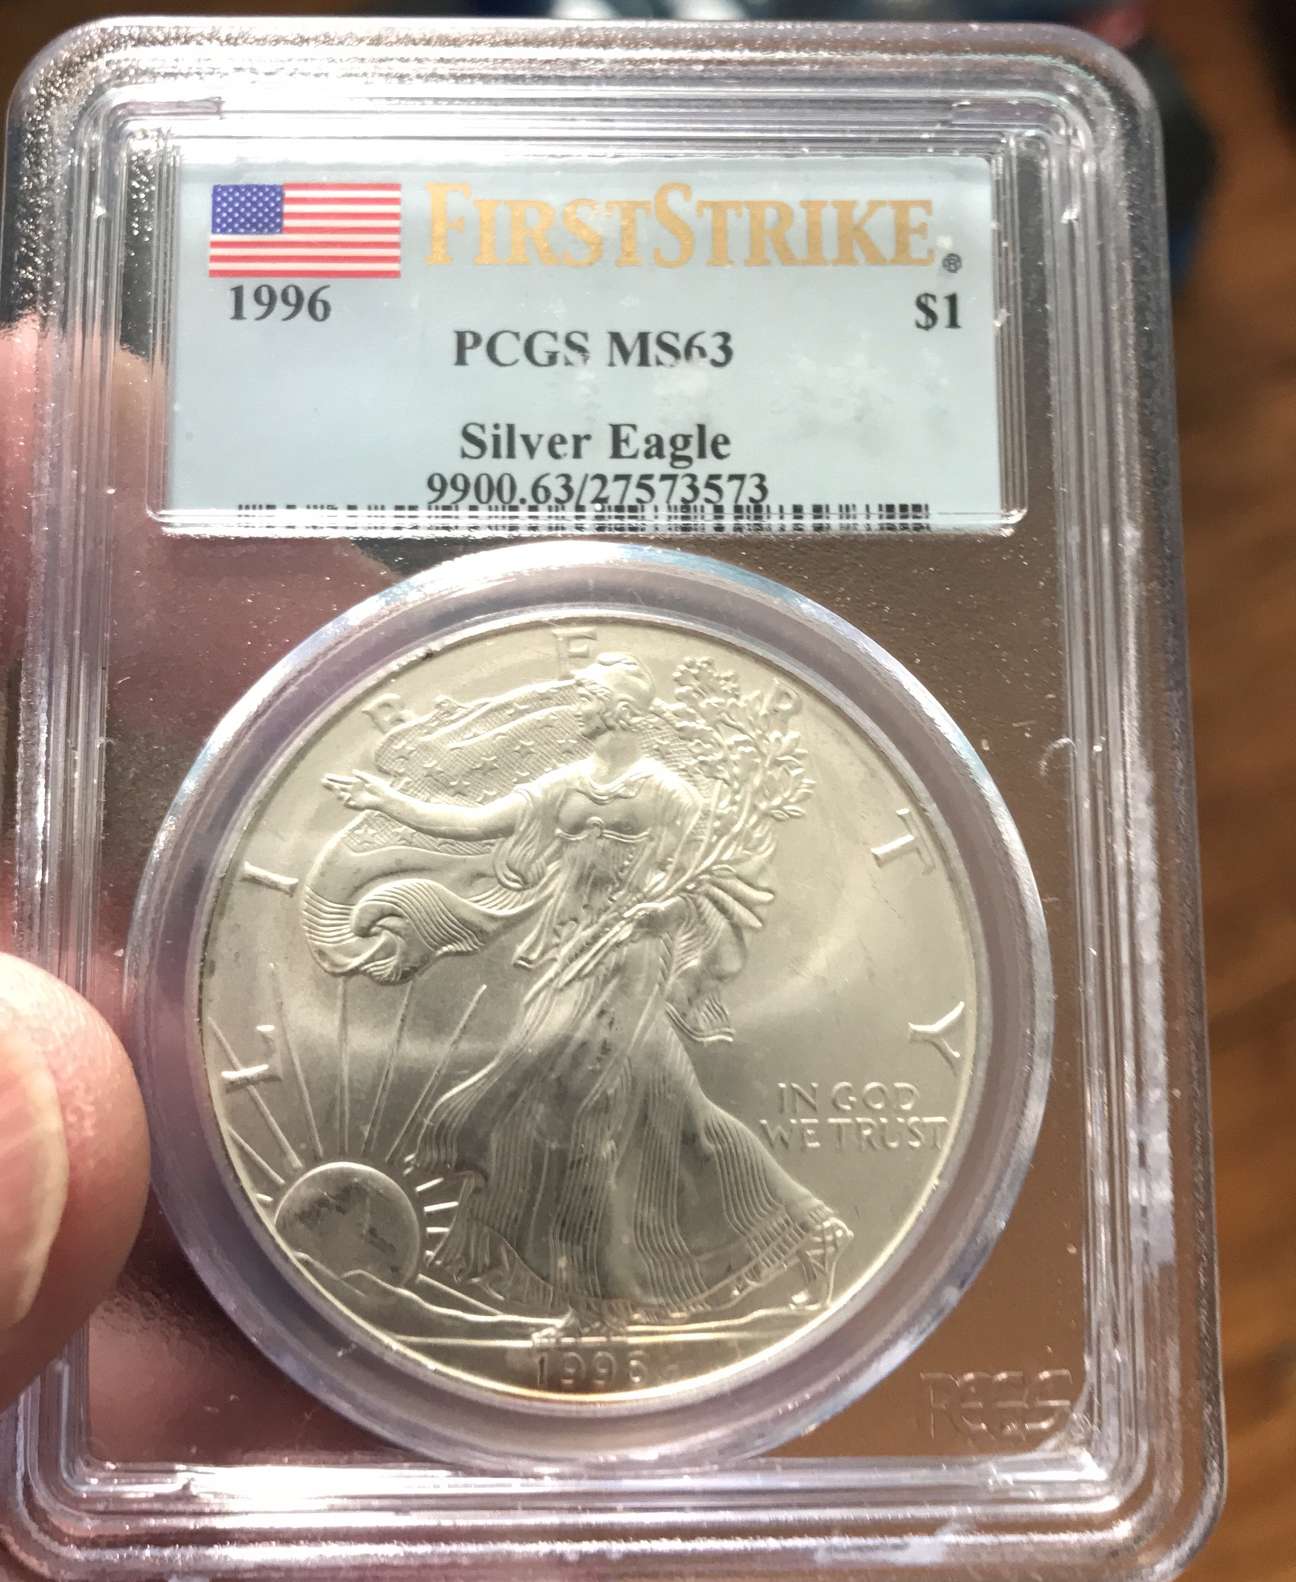 FIRSTSTRIKE®
1996 $1
PCGS MS63
Silver Eagle
9900.63/27573573
LIBERTY
IN GOD
WE TRUST
1996
PCGS